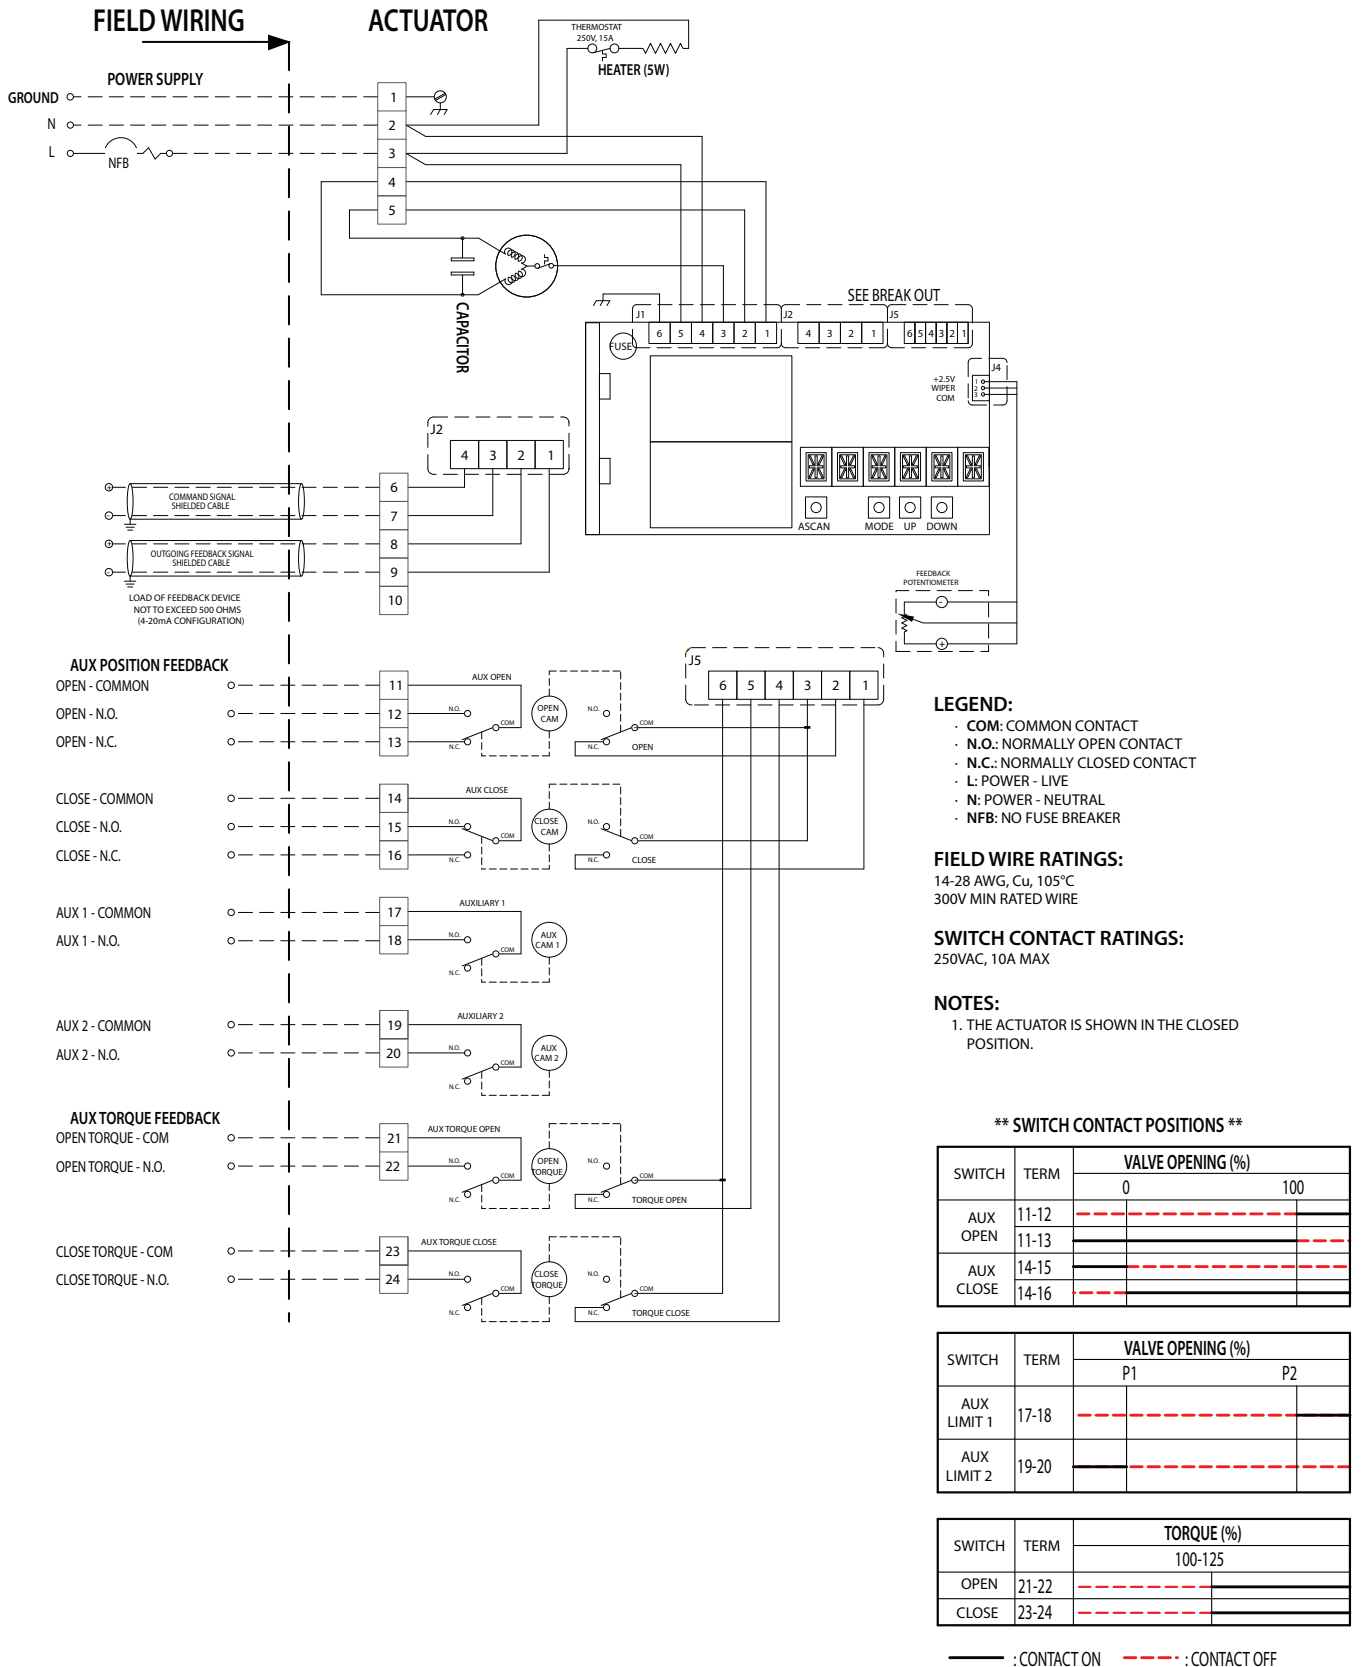 FIELD WIRING
ACTUATOR
THERMOSTAT
250V, 15A
HEATER (5W)
POWER SUPPLY
GROUND
1
N
2
L
NFB
3
4
5
CAPACITOR
SEE BREAK OUT
J1
J2
J5
6 5 4 3 2 1
4 3 2 1
6 5 4 3 2 1
FUSE
J4
+2.5V
WIPER
COM
1
2
3
ASCAN
MODE UP DOWN
J2
4 3 2 1
COMMAND SIGNAL
SHIELDED CABLE
+
-
6
7
OUTGOING FEEDBACK SIGNAL
SHIELDED CABLE
+
-
8
9
10
LOAD OF FEEDBACK DEVICE
NOT TO EXCEED 500 OHMS
(4-20mA CONFIGURATION)
FEEDBACK
POTENTIOMETER
-
+
J5
6 5 4 3 2 1
AUX POSITION FEEDBACK
OPEN - COMMON
11
AUX OPEN
OPEN - N.O.
12
N.O.
COM
OPEN
CAM
N.O.
COM
OPEN - N.C.
13
N.C.
N.C.
OPEN
CLOSE - COMMON
14
AUX CLOSE
CLOSE - N.O.
15
N.O.
COM
CLOSE
CAM
N.O.
COM
CLOSE - N.C.
16
N.C.
N.C.
CLOSE
AUX 1 - COMMON
17
AUXILIARY 1
AUX 1 - N.O.
18
N.O.
COM
N.C.
AUX
CAM 1
AUX 2 - COMMON
19
AUXILIARY 2
AUX 2 - N.O.
20
N.O.
COM
N.C.
AUX
CAM 2
AUX TORQUE FEEDBACK
OPEN TORQUE - COM
21
AUX TORQUE OPEN
OPEN TORQUE - N.O.
22
N.O.
COM
N.C.
OPEN
TORQUE
N.O.
COM
N.C.
TORQUE OPEN
CLOSE TORQUE - COM
23
AUX TORQUE CLOSE
CLOSE TORQUE - N.O.
24
N.O.
COM
N.C.
CLOSE
TORQUE
N.O.
COM
N.C.
TORQUE CLOSE
LEGEND:
· COM: COMMON CONTACT
· N.O.: NORMALLY OPEN CONTACT
· N.C.: NORMALLY CLOSED CONTACT
· L: POWER - LIVE
· N: POWER - NEUTRAL
· NFB: NO FUSE BREAKER
FIELD WIRE RATINGS:
14-28 AWG, Cu, 105°C
300V MIN RATED WIRE
SWITCH CONTACT RATINGS:
250VAC, 10A MAX
NOTES:
1. THE ACTUATOR IS SHOWN IN THE CLOSED
POSITION.
** SWITCH CONTACT POSITIONS **
SWITCH TERM VALVE OPENING (%)
0 100
AUX
OPEN
11-12
11-13
AUX
CLOSE
14-15
14-16
SWITCH TERM VALVE OPENING (%)
P1 P2
AUX
LIMIT 1
17-18
AUX
LIMIT 2
19-20
SWITCH TERM TORQUE (%)
100-125
OPEN 21-22
CLOSE 23-24
: CONTACT ON : CONTACT OFF